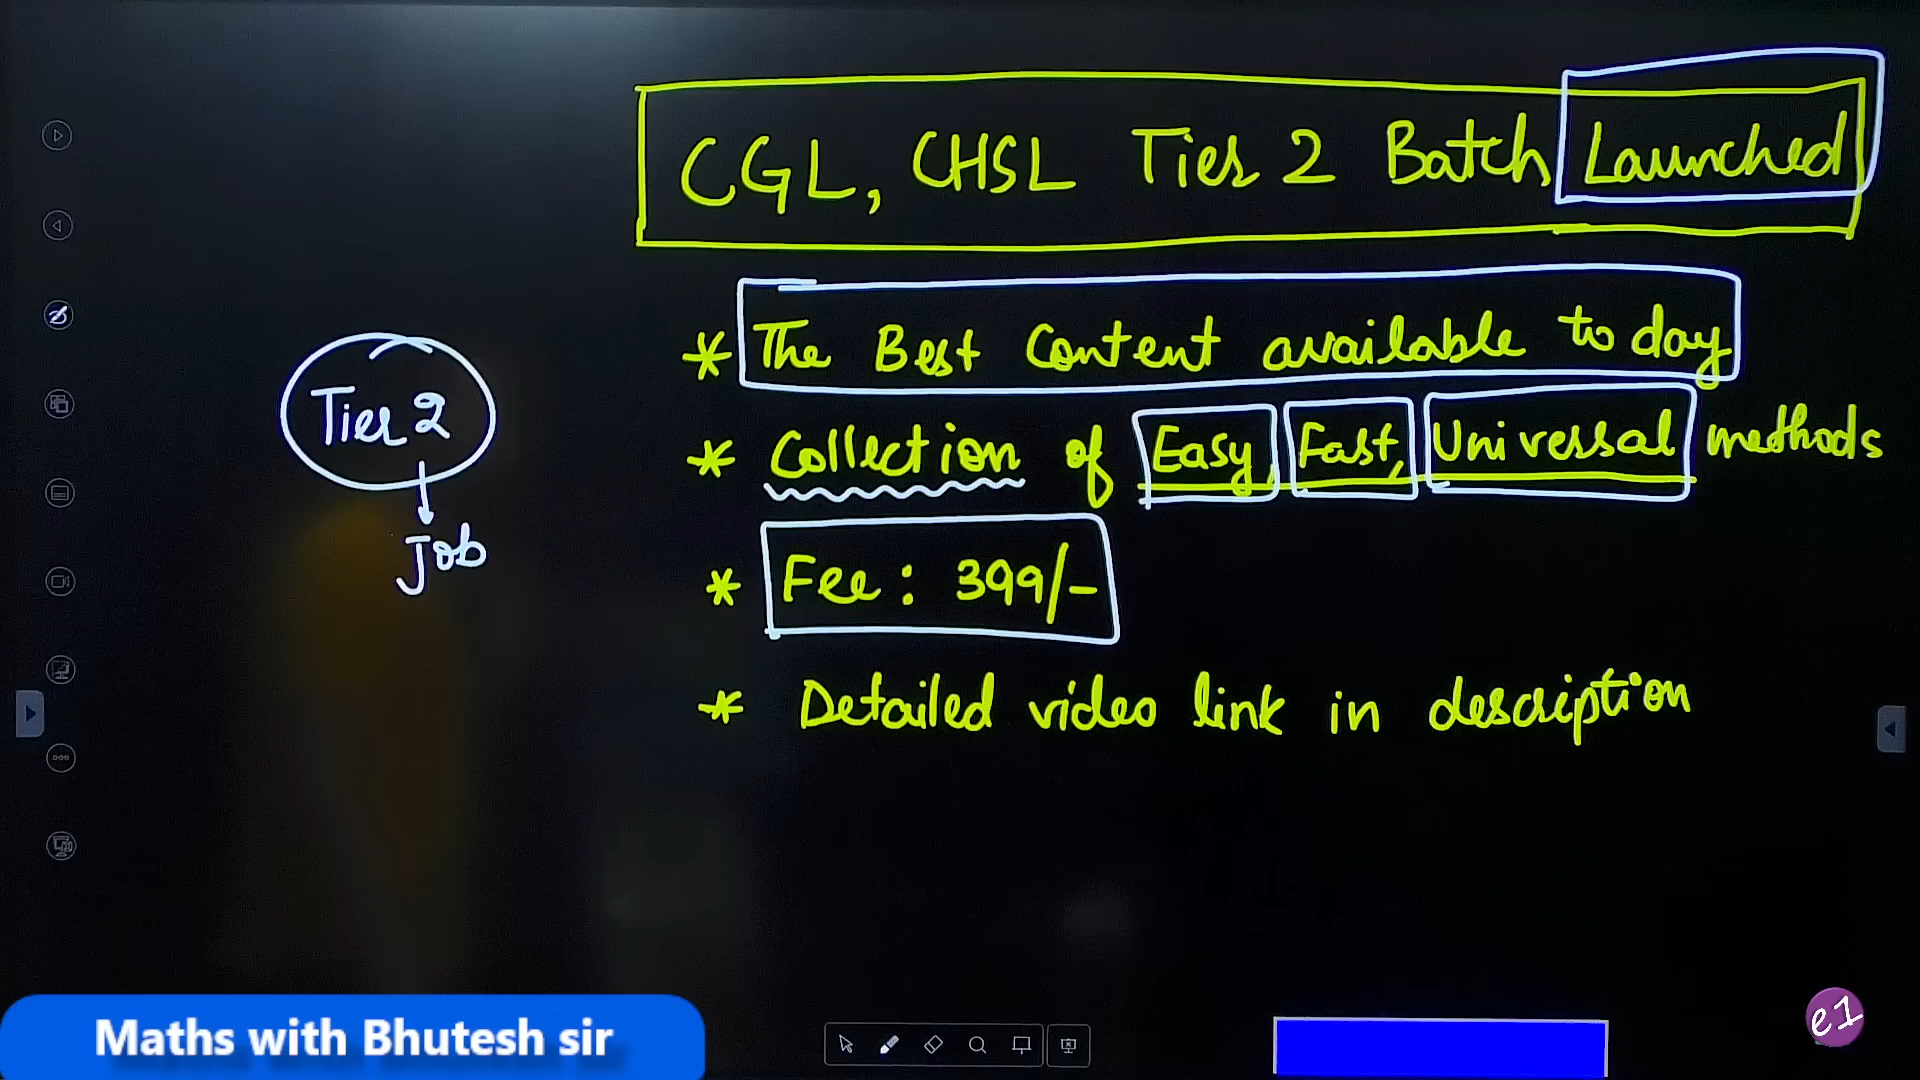 CGL, CHSL Tier 2 Batch Launched
* The Best Content available today
* Collection of Easy, Fast, Universal methods
* Fee : 399/-
* Detailed video link in description
Tier 2
Job
Maths with Bhutesh sir
e1